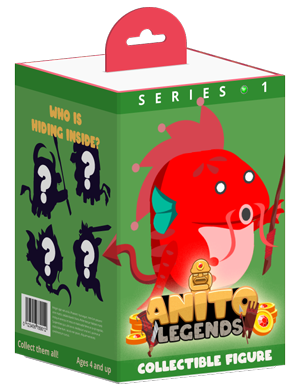 SERIES 1
WHO IS
HIDING INSIDE?
?
?
?
?
ANITO
LEGENDS
COLLECTIBLE FIGURE
Collect them all!
Ages 4 and up